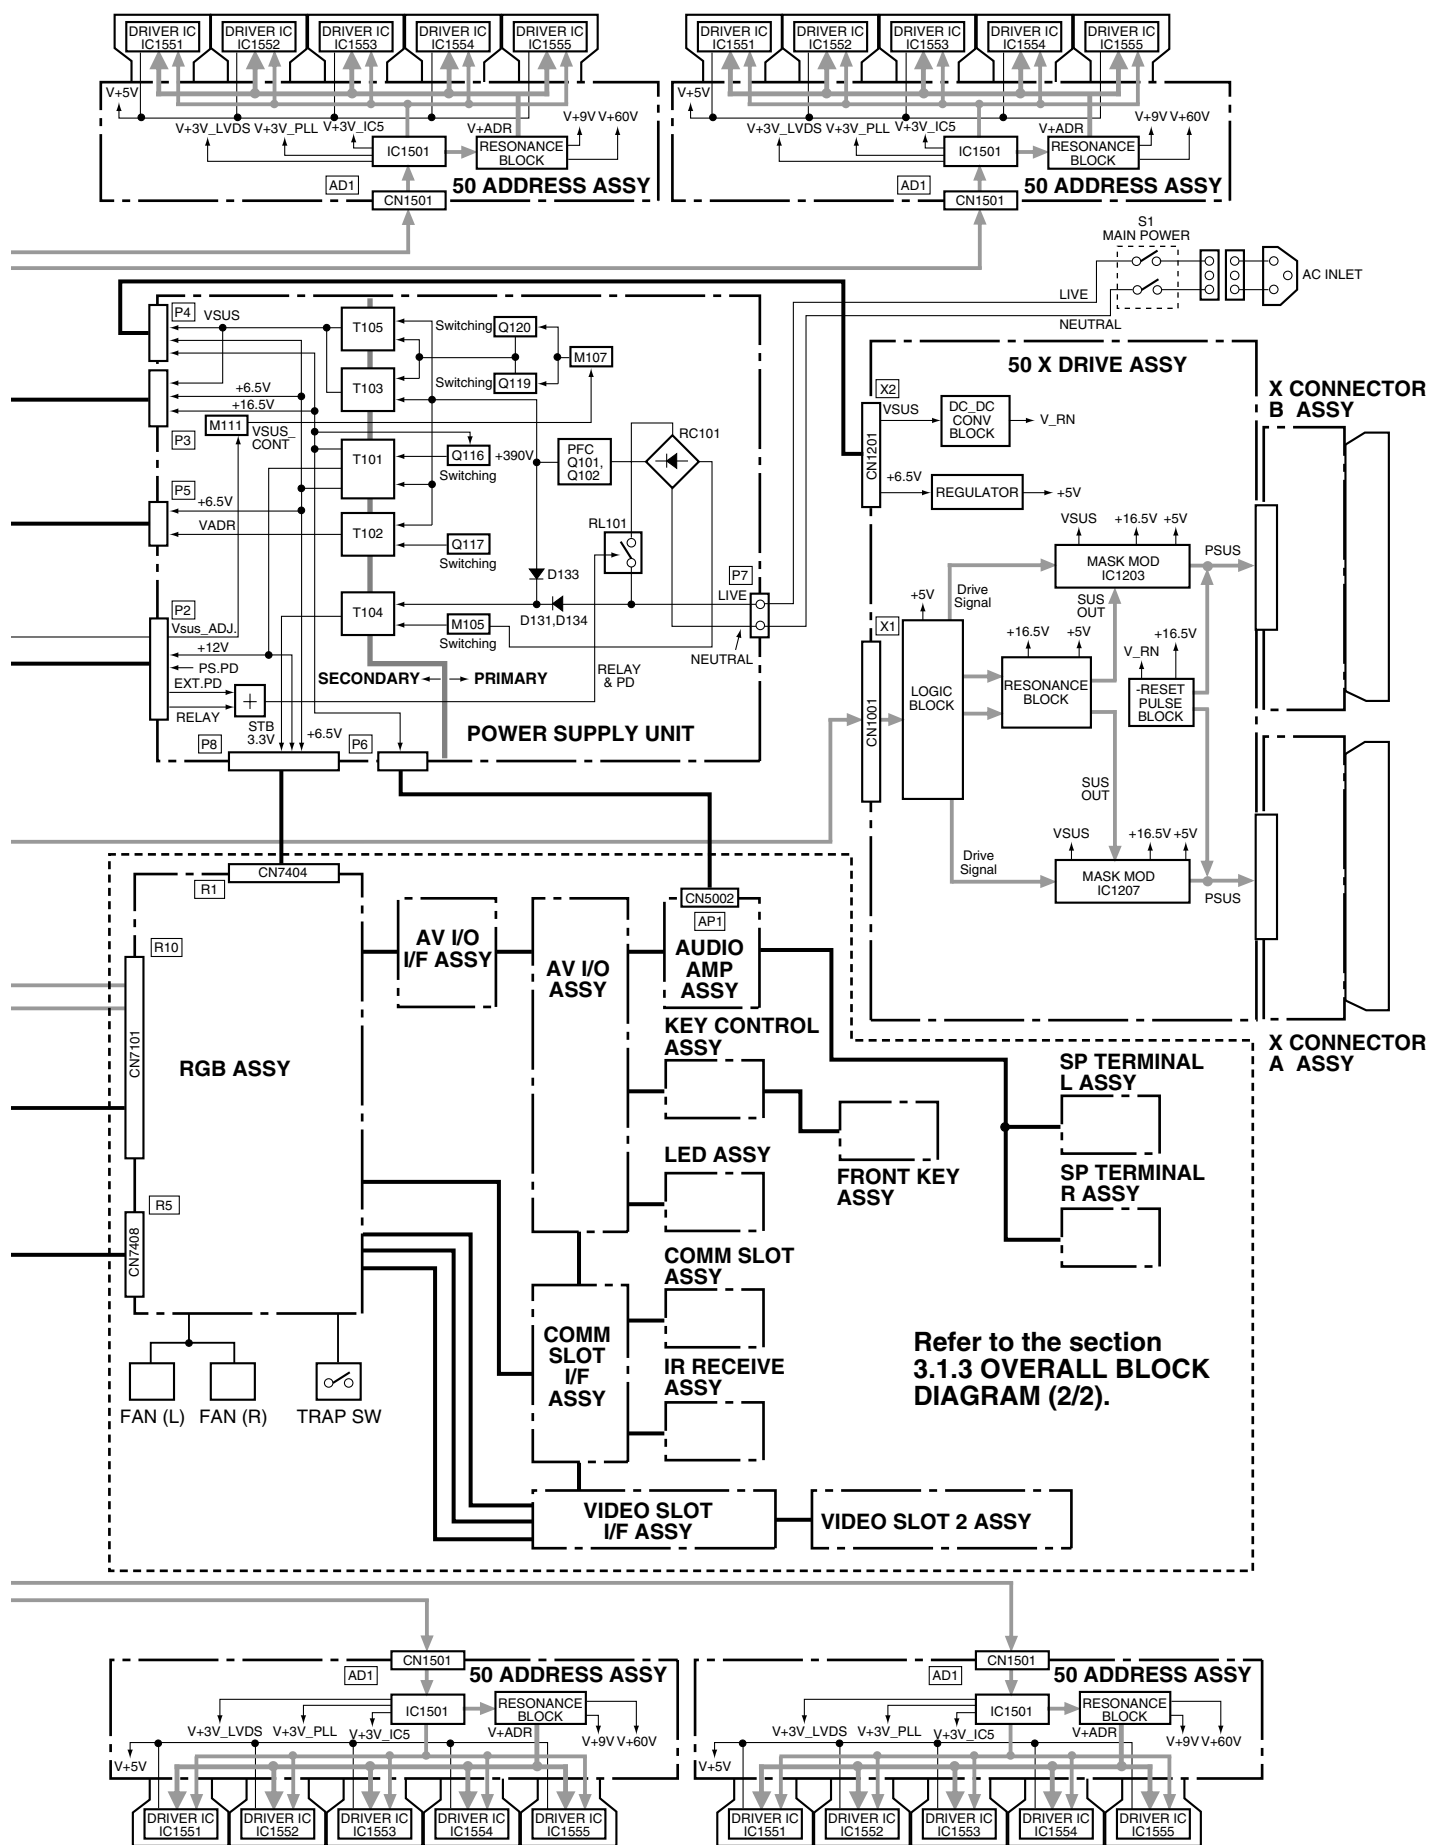 DRIVER IC
IC1551
DRIVER IC
IC1552
DRIVER IC
IC1553
DRIVER IC
IC1554
DRIVER IC
IC1555
V+5V
V+3V_LVDS
V+3V_PLL
V+3V_IC5
V+ADR
V+9V
V+60V
IC1501
RESONANCE
BLOCK
AD1
50 ADDRESS ASSY
CN1501
DRIVER IC
IC1551
DRIVER IC
IC1552
DRIVER IC
IC1553
DRIVER IC
IC1554
DRIVER IC
IC1555
V+5V
V+3V_LVDS
V+3V_PLL
V+3V_IC5
V+ADR
V+9V
V+60V
IC1501
RESONANCE
BLOCK
AD1
50 ADDRESS ASSY
CN1501
S1
MAIN POWER
AC INLET
LIVE
NEUTRAL
P4
VSUS
T105
Switching
Q120
M107
T103
Switching
Q119
+6.5V
+16.5V
M111
VSUS_
CONT
P3
T101
Q116
Switching
+390V
PFC
Q101,
Q102
RC101
P5
+6.5V
VADR
T102
Q117
Switching
RL101
D133
P7
LIVE
P2
Vsus_ADJ.
T104
M105
Switching
D131,D134
NEUTRAL
+12V
PS.PD
EXT.PD
RELAY
+
SECONDARY
PRIMARY
RELAY
& PD
STB
3.3V
+6.5V
P8
P6
POWER SUPPLY UNIT
50 X DRIVE ASSY
X2
VSUS
DC_DC
CONV
BLOCK
V_RN
CN1201
+6.5V
REGULATOR
+5V
VSUS
+16.5V
+5V
MASK MOD
IC1203
PSUS
Drive
Signal
SUS
OUT
+5V
X1
+16.5V
+5V
+16.5V
V_RN
LOGIC
BLOCK
RESONANCE
BLOCK
-RESET
PULSE
BLOCK
CN1001
SUS
OUT
VSUS
+16.5V
+5V
Drive
Signal
MASK MOD
IC1207
PSUS
X CONNECTOR
B ASSY
X CONNECTOR
A ASSY
CN7404
R1
R10
CN7101
RGB ASSY
R5
CN7408
AV I/O
I/F ASSY
AV I/O
ASSY
CN5002
AP1
AUDIO
AMP
ASSY
KEY CONTROL
ASSY
FRONT KEY
ASSY
LED ASSY
SP TERMINAL
L ASSY
SP TERMINAL
R ASSY
COMM SLOT
ASSY
COMM
SLOT
I/F
ASSY
IR RECEIVE
ASSY
FAN (L)
FAN (R)
TRAP SW
Refer to the section
3.1.3 OVERALL BLOCK
DIAGRAM (2/2).
VIDEO SLOT
I/F ASSY
VIDEO SLOT 2 ASSY
CN1501
AD1
50 ADDRESS ASSY
IC1501
RESONANCE
BLOCK
V+3V_LVDS
V+3V_PLL
V+3V_IC5
V+ADR
V+9V
V+60V
V+5V
DRIVER IC
IC1551
DRIVER IC
IC1552
DRIVER IC
IC1553
DRIVER IC
IC1554
DRIVER IC
IC1555
CN1501
AD1
50 ADDRESS ASSY
IC1501
RESONANCE
BLOCK
V+3V_LVDS
V+3V_PLL
V+3V_IC5
V+ADR
V+9V
V+60V
V+5V
DRIVER IC
IC1551
DRIVER IC
IC1552
DRIVER IC
IC1553
DRIVER IC
IC1554
DRIVER IC
IC1555